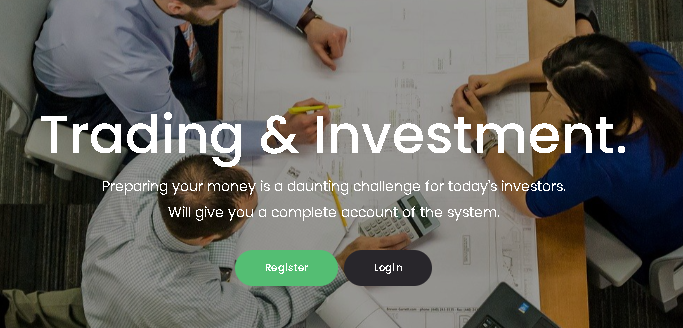 Trading & Investment.
Preparing your money is a daunting challenge for today's investors.
Will give you a complete account of the system.
Register
Login